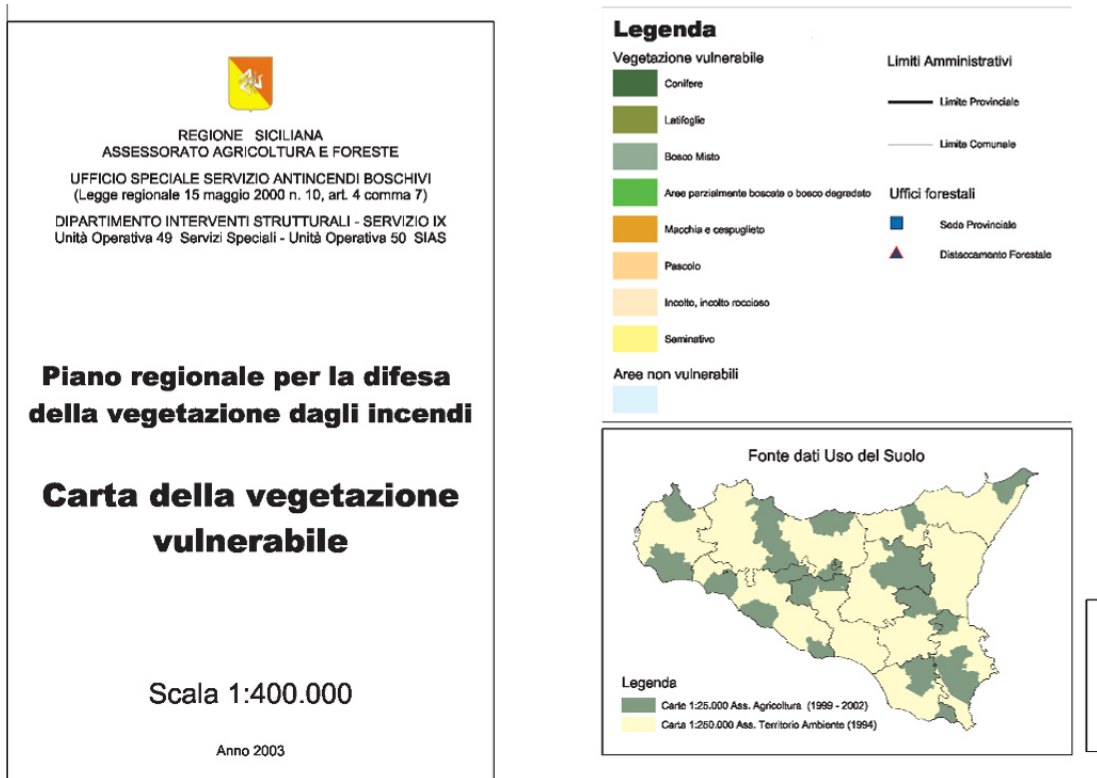 REGIONE SICILIANA
ASSESSORATO AGRICOLTURA E FORESTE
UFFICIO SPECIALE SERVIZIO ANTINCENDI BOSCHIVI
(Legge regionale 15 maggio 2000 n. 10, art. 4 comma 7)
DIPARTIMENTO INTERVENTI STRUTTURALI - SERVIZIO IX
Unità Operativa 49 Servizi Speciali - Unità Operativa 50 SIAS
Piano regionale per la difesa
della vegetazione dagli incendi
Carta della vegetazione
vulnerabile
Scala 1:400.000
Anno 2003
Legenda
Vegetazione vulnerabile
Conifere
Latifoglie
Bosco Misto
Aree parzialmente boscate o bosco degradato
Macchia e cespuglieto
Pascolo
Incolto, incolto roccioso
Seminativo
Aree non vulnerabili
Limiti Amministrativi
Limite Provinciale
Limite Comunale
Uffici forestali
Sede Provinciale
Distaccamento Forestale
Fonte dati Uso del Suolo
Legenda
Carte 1:25.000 Ass. Agricoltura (1999 - 2002)
Carta 1:250.000 Ass. Territorio Ambiente (1994)